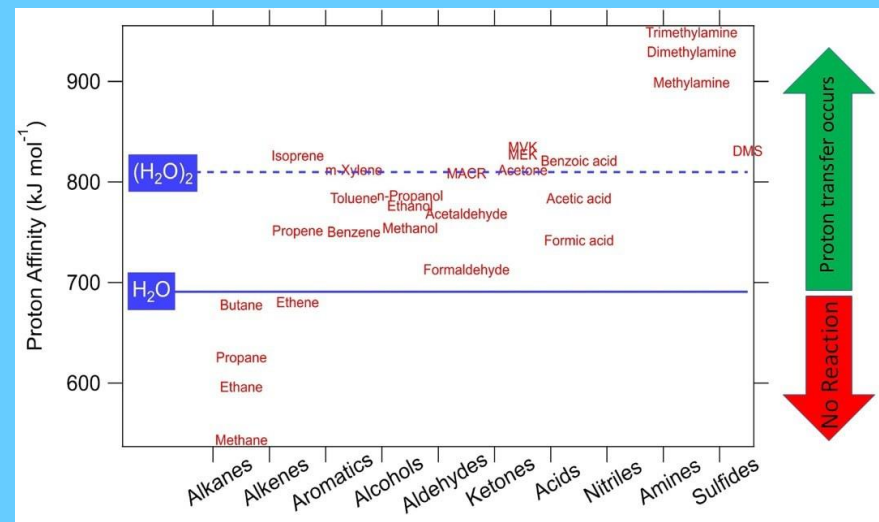 Proton Affinity (kJ mol⁻¹)
900
800
700
600
(H₂O)₂
H₂O
Trimethylamine
Dimethylamine
Methylamine
MVK
MEK
Isoprene
Benzoic acid
DMS
m-Xylene
MACR
Acetone
Toluene
n-Propanol
Ethanol
Acetic acid
Acetaldehyde
Propene
Benzene
Methanol
Formic acid
Formaldehyde
Butane
Ethene
Propane
Ethane
Methane
Alkanes
Alkenes
Aromatics
Alcohols
Aldehydes
Ketones
Acids
Nitriles
Amines
Sulfides
Proton transfer occurs
No Reaction